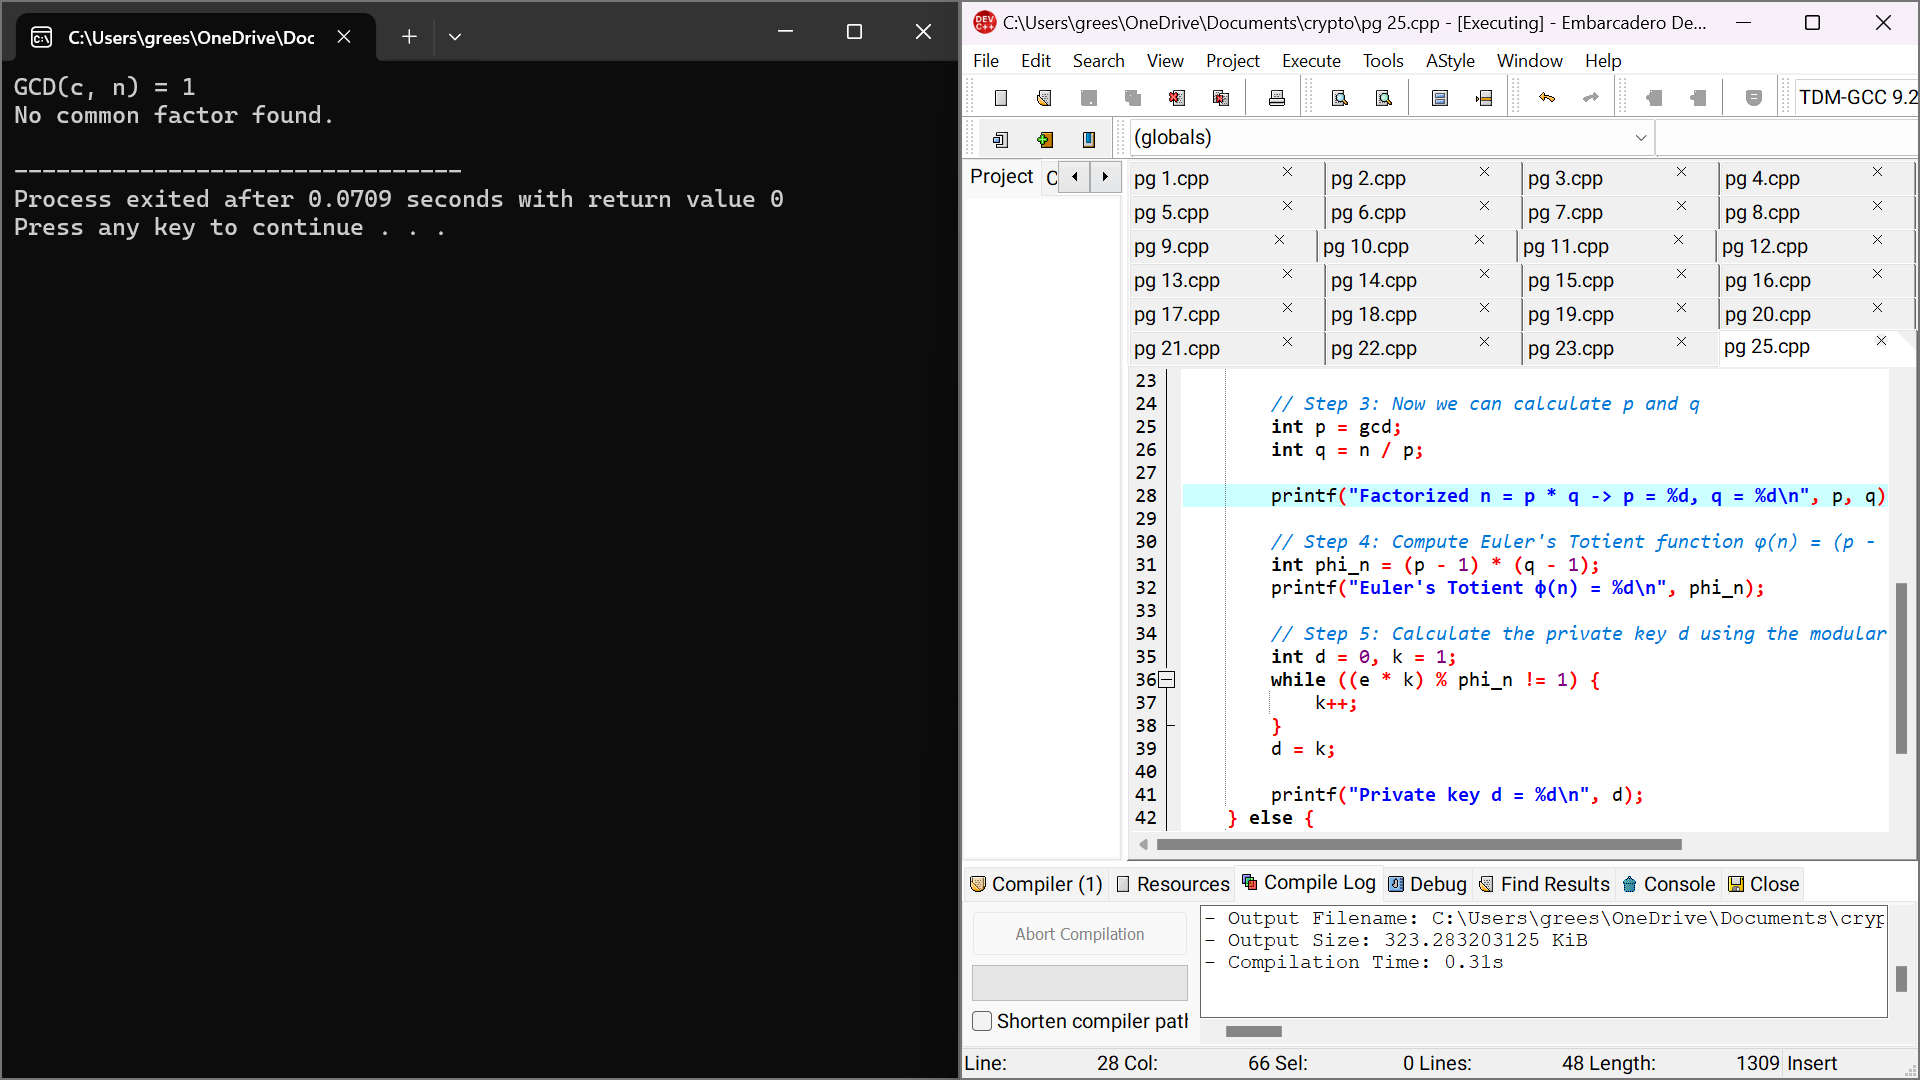 C:\Users\grees\OneDrive\Doc
GCD(c, n) = 1
No common factor found.
--------------------------------
Process exited after 0.0709 seconds with return value 0
Press any key to continue . . .
C:\Users\grees\OneDrive\Documents\crypto\pg 25.cpp - [Executing] - Embarcadero De...
File Edit Search View Project Execute Tools AStyle Window Help
TDM-GCC 9.2
(globals)
Project C
pg 1.cpp pg 2.cpp pg 3.cpp pg 4.cpp
pg 5.cpp pg 6.cpp pg 7.cpp pg 8.cpp
pg 9.cpp pg 10.cpp pg 11.cpp pg 12.cpp
pg 13.cpp pg 14.cpp pg 15.cpp pg 16.cpp
pg 17.cpp pg 18.cpp pg 19.cpp pg 20.cpp
pg 21.cpp pg 22.cpp pg 23.cpp pg 25.cpp
23
24 // Step 3: Now we can calculate p and q
25 int p = gcd;
26 int q = n / p;
27
28 printf("Factorized n = p * q -> p = %d, q = %d\n", p, q)
29
30 // Step 4: Compute Euler's Totient function φ(n) = (p -
31 int phi_n = (p - 1) * (q - 1);
32 printf("Euler's Totient φ(n) = %d\n", phi_n);
33
34 // Step 5: Calculate the private key d using the modular
35 int d = 0, k = 1;
36 while ((e * k) % phi_n != 1) {
37 k++;
38 }
39 d = k;
40
41 printf("Private key d = %d\n", d);
42 } else {
Compiler (1) Resources Compile Log Debug Find Results Console Close
Abort Compilation
Shorten compiler path
- Output Filename: C:\Users\grees\OneDrive\Documents\cryp
- Output Size: 323.283203125 KiB
- Compilation Time: 0.31s
Line: 28 Col: 66 Sel: 0 Lines: 48 Length: 1309 Insert